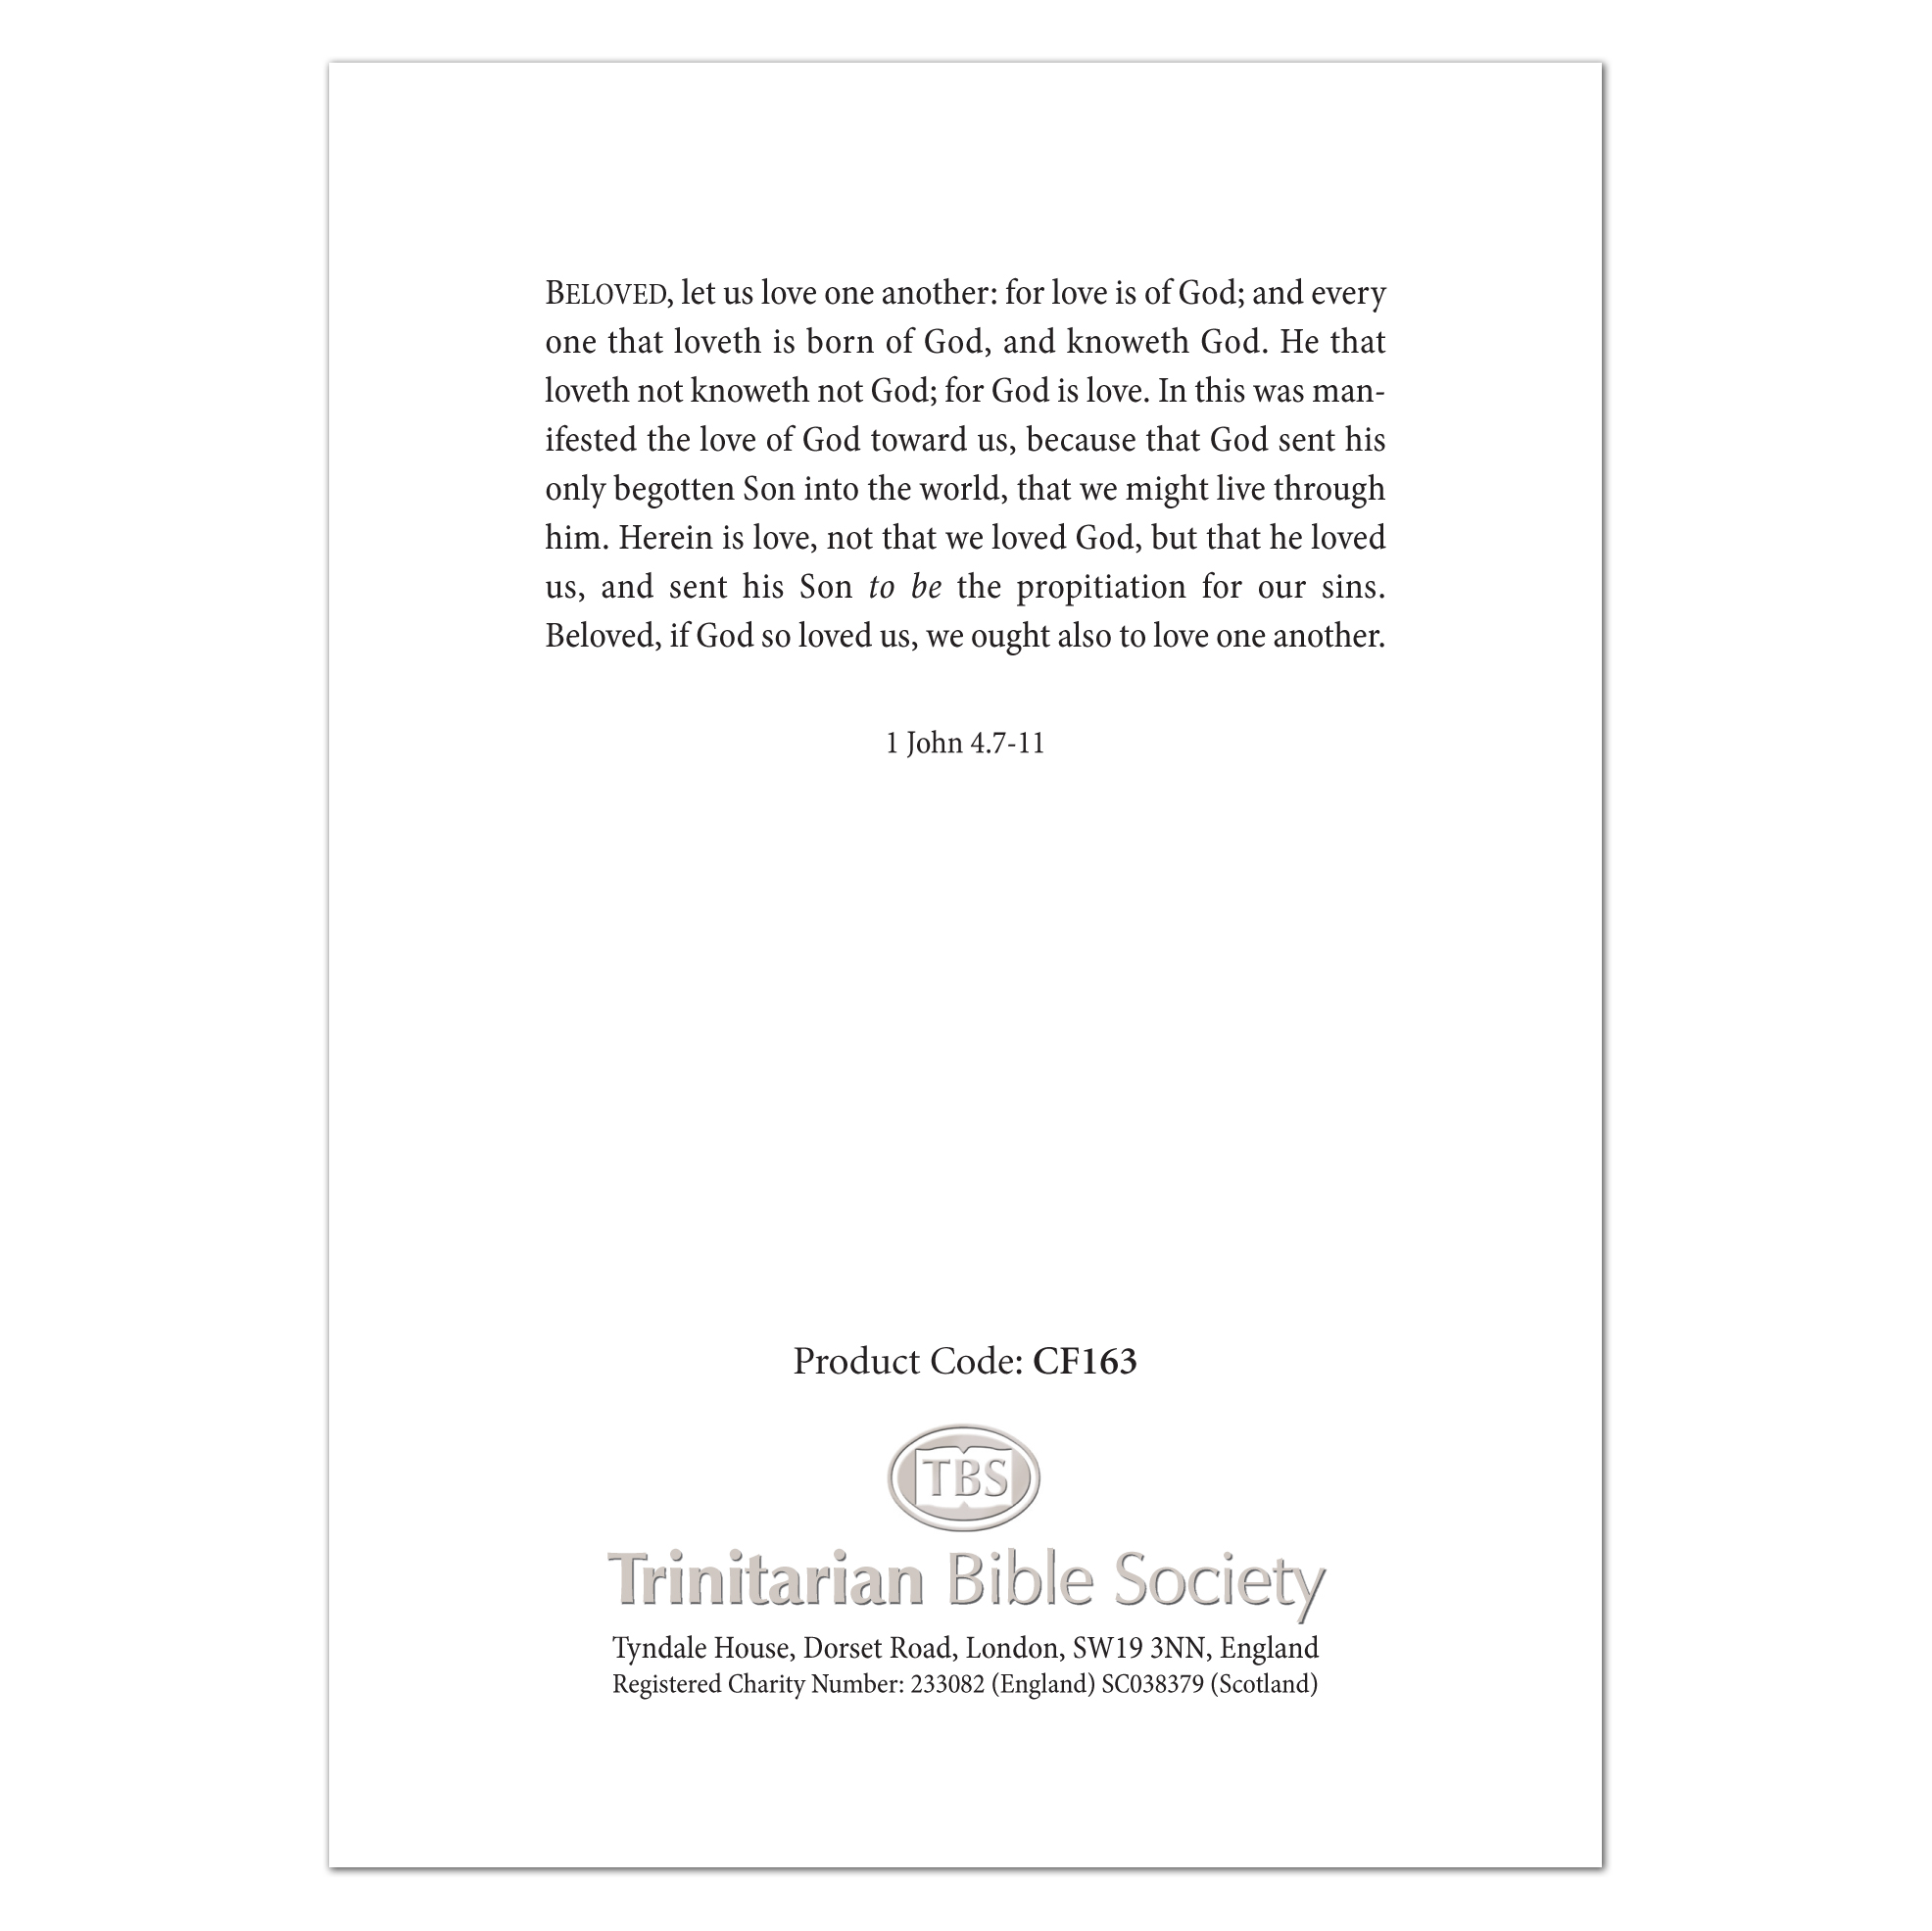 BELOVED, let us love one another: for love is of God; and every
one that loveth is born of God, and knoweth God. He that
loveth not knoweth not God; for God is love. In this was man-
ifested the love of God toward us, because that God sent his
only begotten Son into the world, that we might live through
him. Herein is love, not that we loved God, but that he loved
us, and sent his Son to be the propitiation for our sins.
Beloved, if God so loved us, we ought also to love one another.
1 John 4.7-11
Product Code: CF163
TBS
Trinitarian Bible Society
Tyndale House, Dorset Road, London, SW19 3NN, England
Registered Charity Number: 233082 (England) SC038379 (Scotland)